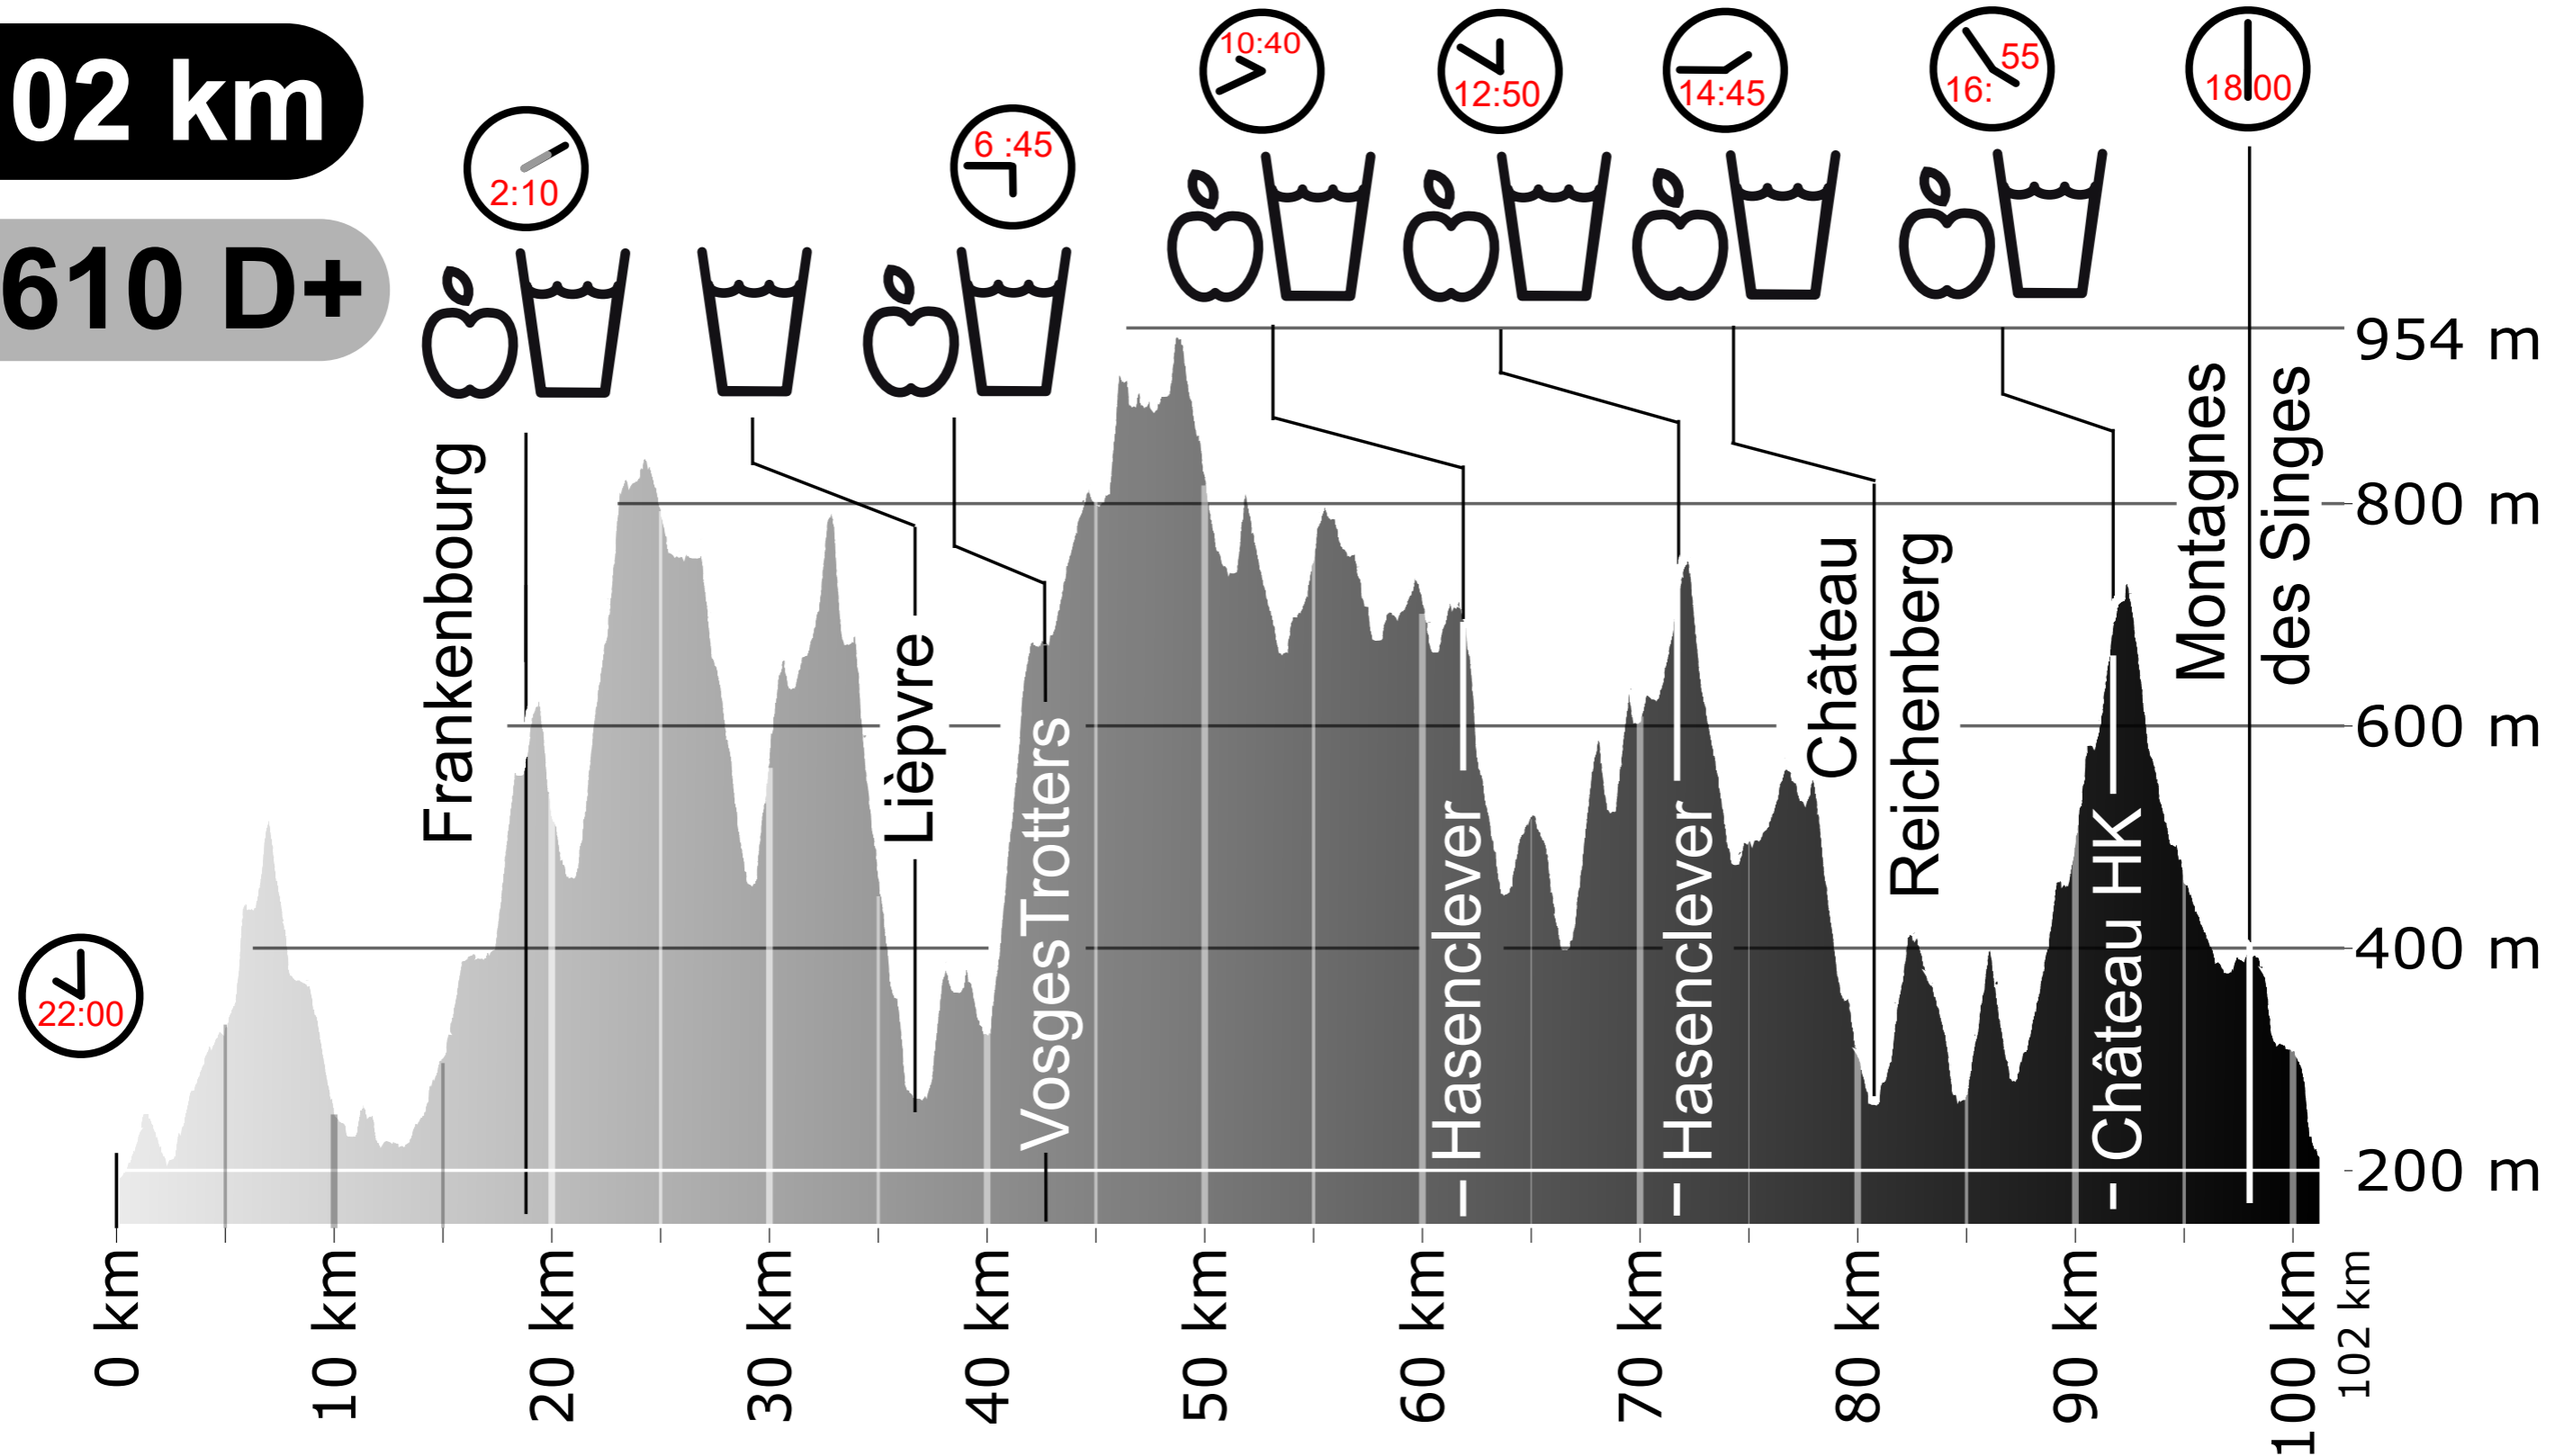 02 km
610 D+
22:00
2:10
6 :45
10:40
12:50
14:45
16: 55
18:00
Frankenbourg
Lièpvre
VosgesTrotters
Hasenclever
Hasenclever
Château
Reichenberg
Château HK
Montagnes
des Singes
954 m
800 m
600 m
400 m
200 m
0 km
10 km
20 km
30 km
40 km
50 km
60 km
70 km
80 km
90 km
100 km
102 km